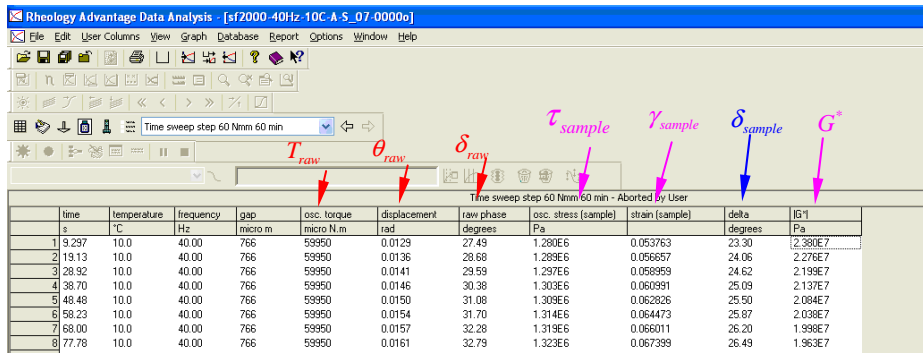 Rheology Advantage Data Analysis - [sf2000-40Hz-10C-A-S_07-0000o]
File Edit User Columns View Graph Database Report Options Window Help
Time sweep step 60 Nmm 60 min
T_raw θ_raw δ_raw τ_sample γ_sample δ_sample G*
Time sweep step 60 Nmm 60 min - Aborted by User
time temperature frequency gap osc. torque displacement raw phase osc. stress (sample) strain (sample) delta |G*|
s °C Hz micro m micro N.m rad degrees Pa degrees Pa
1 9.297 10.0 40.00 766 59950 0.0129 27.49 1.280E6 0.053763 23.30 2.380E7
2 19.13 10.0 40.00 766 59950 0.0136 28.68 1.289E6 0.056657 24.06 2.276E7
3 28.92 10.0 40.00 766 59950 0.0141 29.59 1.297E6 0.058959 24.62 2.199E7
4 38.70 10.0 40.00 766 59950 0.0146 30.38 1.303E6 0.060991 25.09 2.137E7
5 48.48 10.0 40.00 766 59950 0.0150 31.08 1.309E6 0.062826 25.50 2.084E7
6 58.23 10.0 40.00 766 59950 0.0154 31.70 1.314E6 0.064473 25.87 2.038E7
7 68.00 10.0 40.00 766 59950 0.0157 32.28 1.319E6 0.066011 26.20 1.998E7
8 77.78 10.0 40.00 766 59950 0.0161 32.79 1.323E6 0.067399 26.49 1.963E7